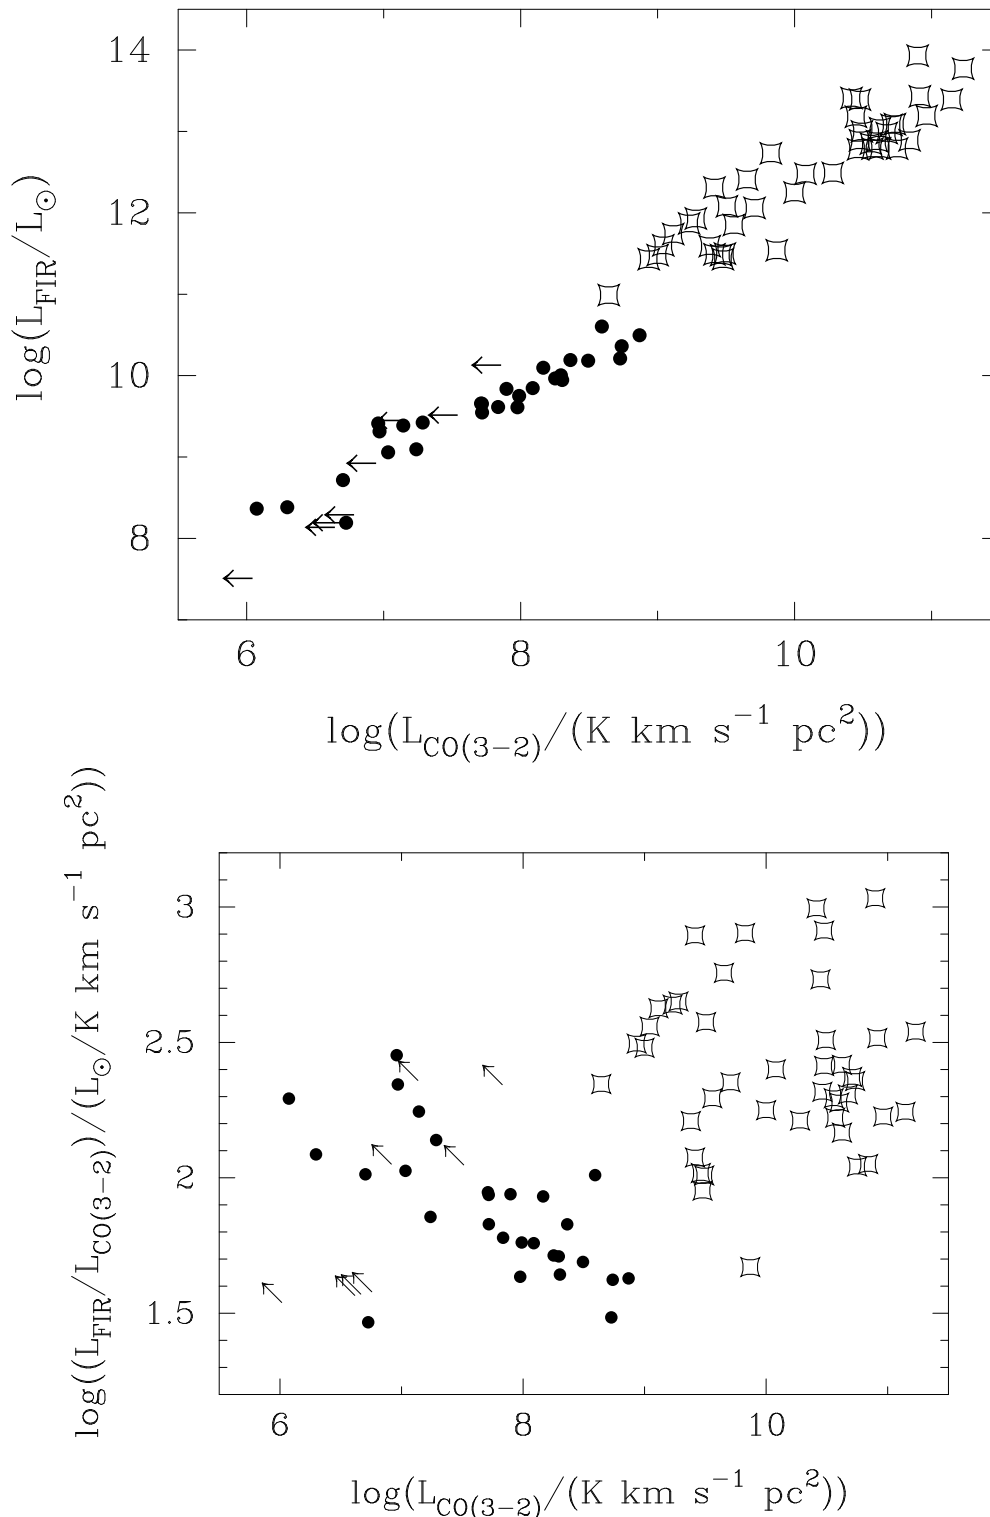 14
12
10
8
log(L_FIR/L_⊙)
6 8 10
log(L_CO(3−2)/(K km s^−1 pc^2))
3
2.5
2
1.5
log((L_FIR/L_CO(3−2))/(L_⊙/K km s^−1 pc^2))
6 8 10
log(L_CO(3−2)/(K km s^−1 pc^2))